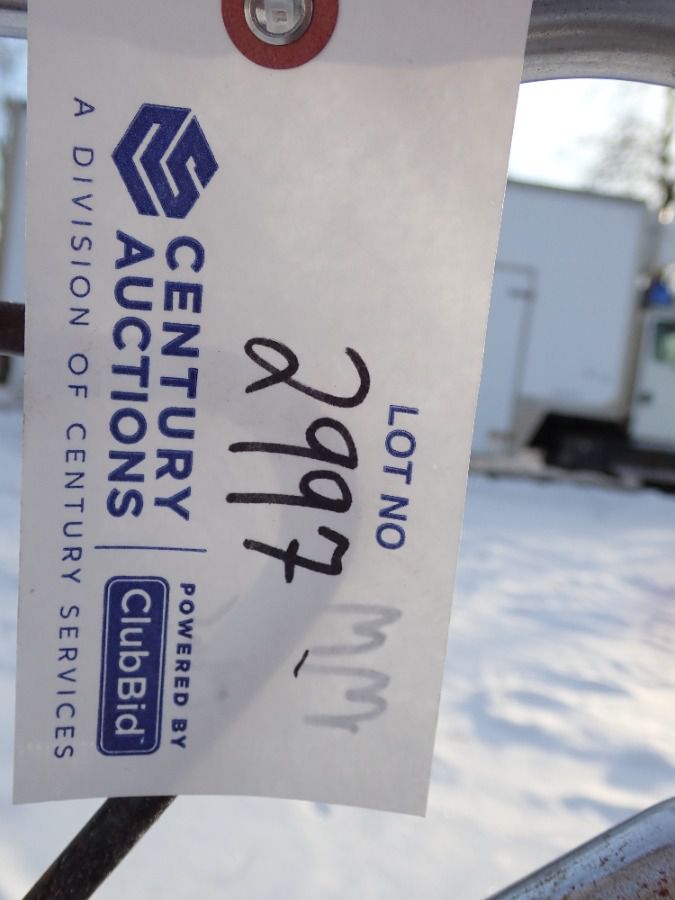 LOT NO
2997 mm
CENTURY
AUCTIONS
POWERED BY
ClubBid
A DIVISION OF CENTURY SERVICES